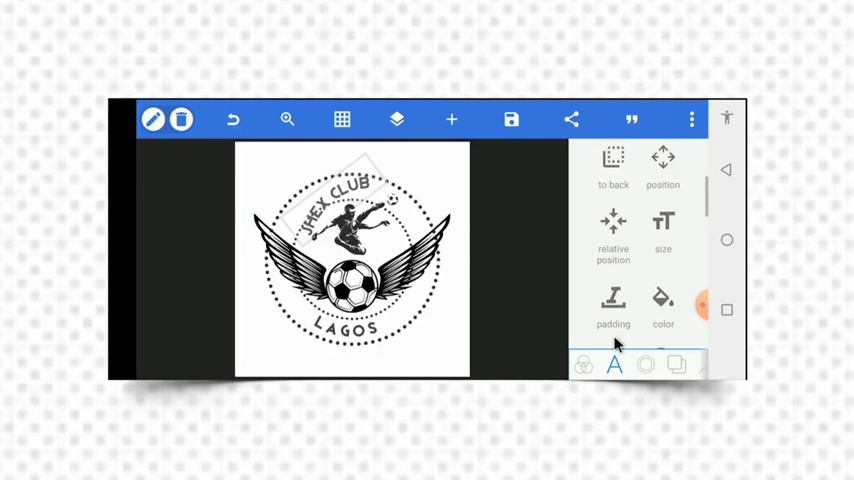 to back
position
JHEX CLUB
relative
position
size
padding
color
LAGOS
A